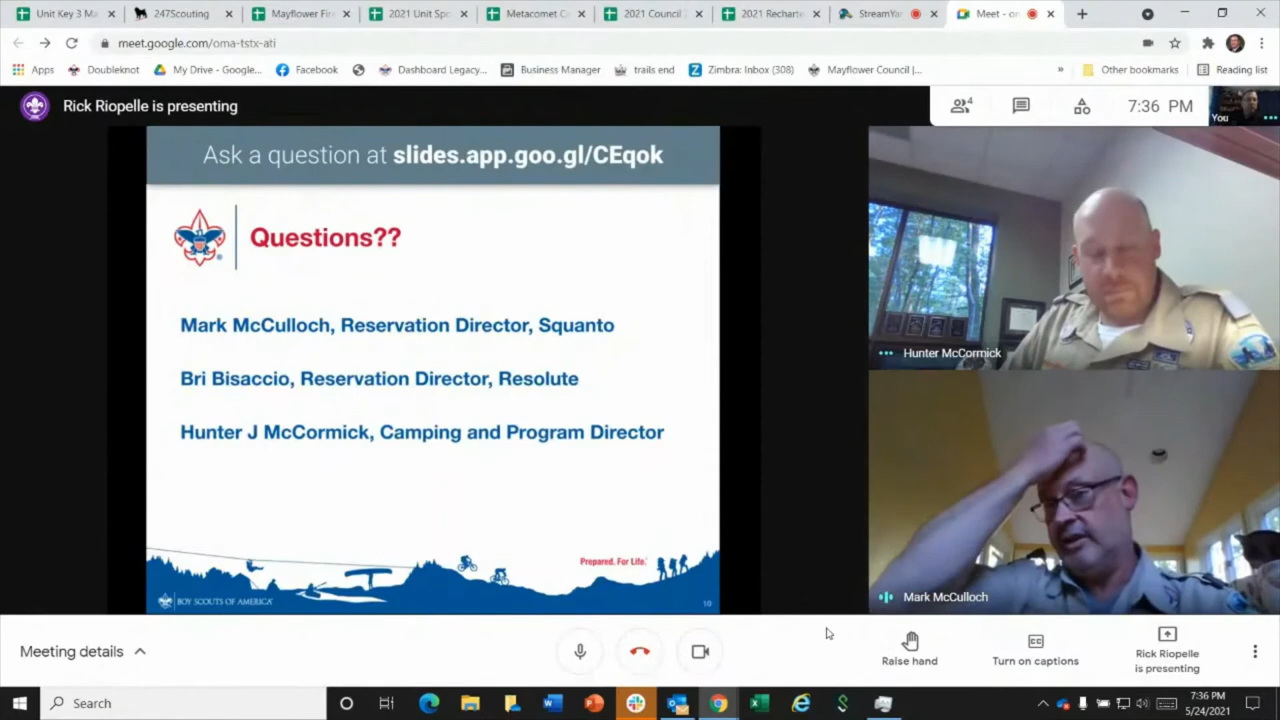 Unit Key 3 Ma
247Scouting
Mayflower Fir
2021 Unit Spo
Metacomet Ca
2021 Council
2021 Recharte
StreamYar
Meet - on
meet.google.com/oma-tstx-ati
Apps
Doubleknot
My Drive - Google...
Facebook
Dashboard Legacy...
Business Manager
trails end
Zimbra: Inbox (308)
Mayflower Council |...
»
Other bookmarks
Reading list
Rick Riopelle is presenting
4
7:36 PM
You
Ask a question at slides.app.goo.gl/CEqok
Questions??
Mark McCulloch, Reservation Director, Squanto
Bri Bisaccio, Reservation Director, Resolute
Hunter J McCormick, Camping and Program Director
Prepared. For Life.
BOY SCOUTS OF AMERICA
10
Hunter McCormick
Mark McCulloch
Meeting details
Raise hand
Turn on captions
Rick Riopelle
is presenting
Search
7:36 PM
5/24/2021